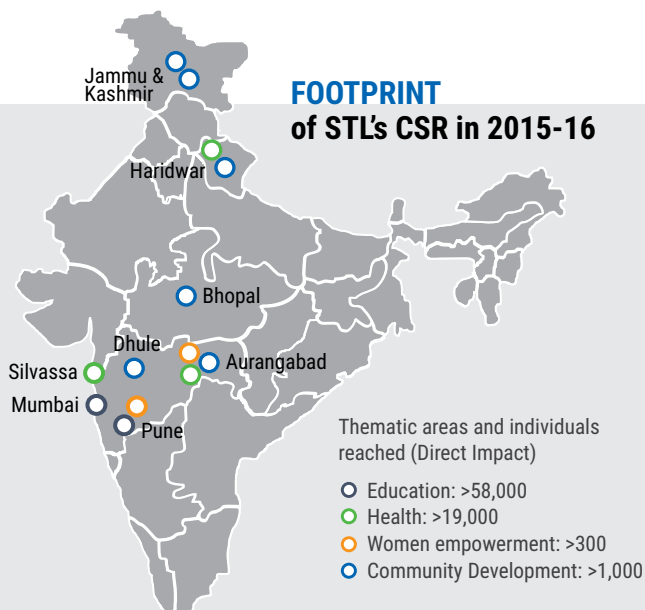 Jammu &
Kashmir
FOOTPRINT
of STL's CSR in 2015-16
Haridwar
Bhopal
Dhule
Aurangabad
Silvassa
Mumbai
Pune
Thematic areas and individuals
reached (Direct Impact)
Education: >58,000
Health: >19,000
Women empowerment: >300
Community Development: >1,000